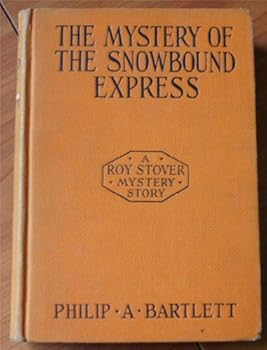 THE MYSTERY OF
THE SNOWBOUND
EXPRESS
A
ROY STOVER
MYSTERY
STORY
PHILIP · A · BARTLETT